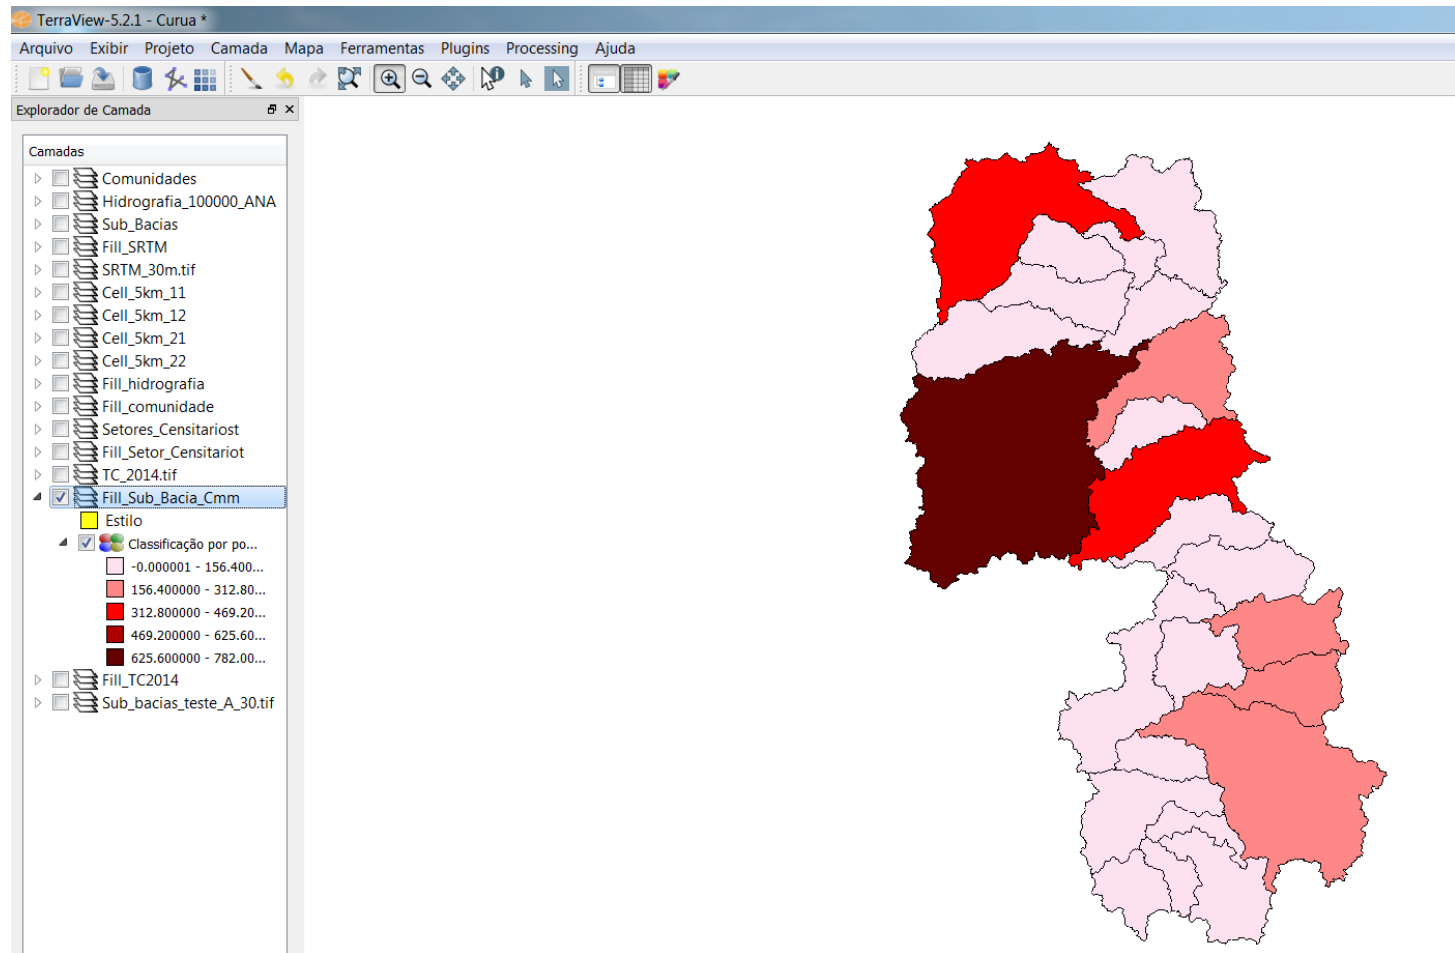 TerraView-5.2.1 - Curua *
Arquivo Exibir Projeto Camada Mapa Ferramentas Plugins Processing Ajuda
Explorador de Camada
Camadas
Comunidades
Hidrografia_100000_ANA
Sub_Bacias
Fill_SRTM
SRTM_30m.tif
Cell_5km_11
Cell_5km_12
Cell_5km_21
Cell_5km_22
Fill_hidrografia
Fill_comunidade
Setores_Censitariost
Fill_Setor_Censitariot
TC_2014.tif
Fill_Sub_Bacia_Cmm
Estilo
Classificação por po...
-0.000001 - 156.400...
156.400000 - 312.80...
312.800000 - 469.20...
469.200000 - 625.60...
625.600000 - 782.00...
Fill_TC2014
Sub_bacias_teste_A_30.tif